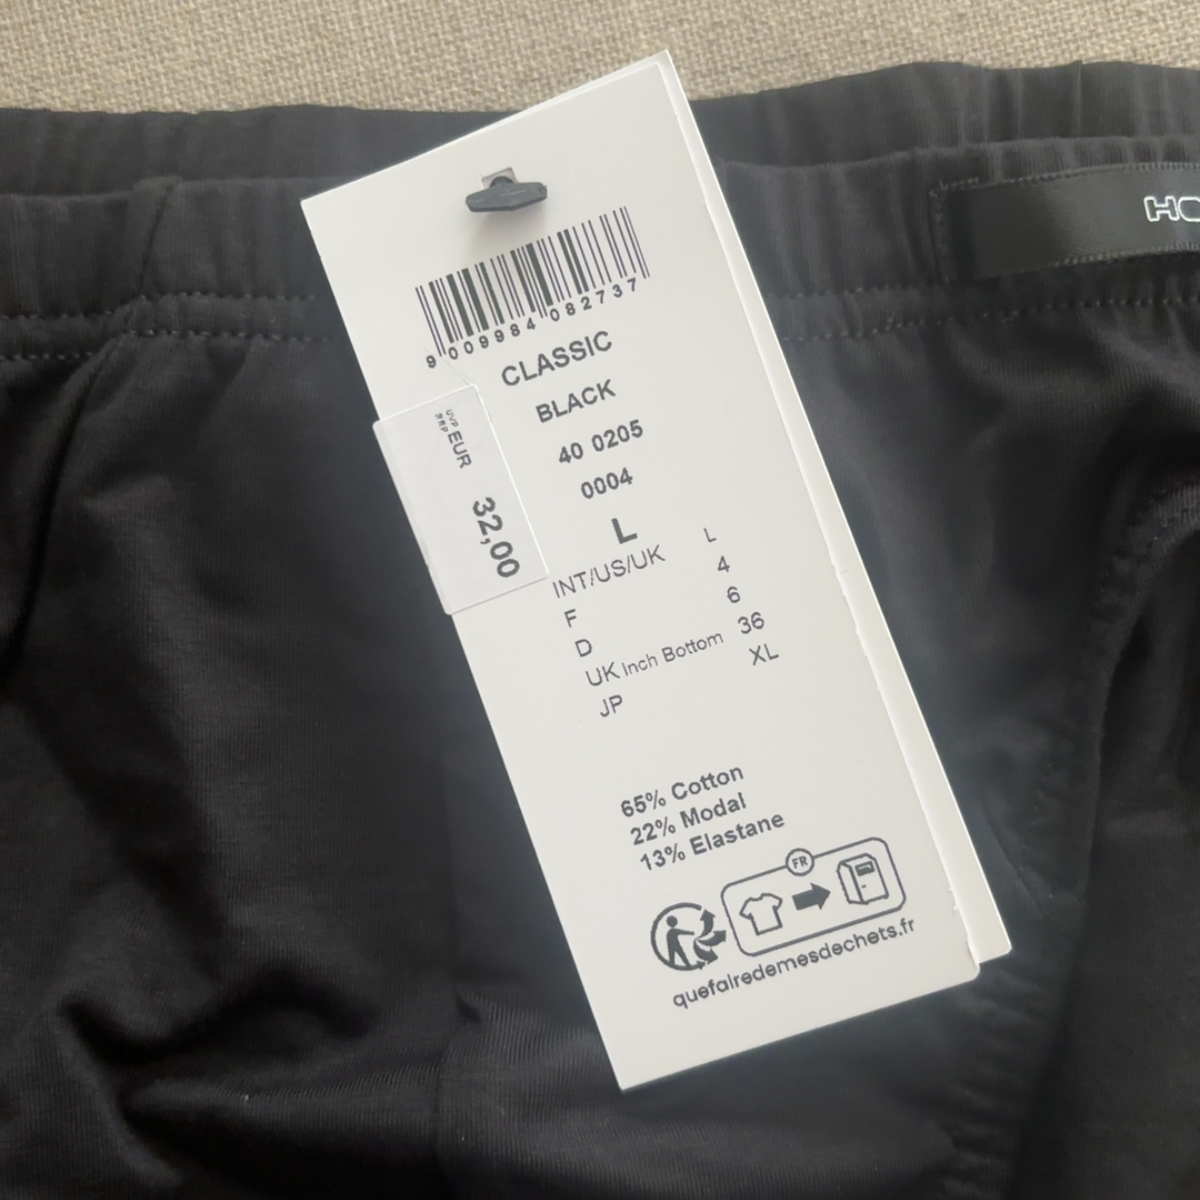 HO
9 009984 082737
CLASSIC
BLACK
40 0205
0004
L
UVP
RRP EUR
32,00
INT/US/UK L
F 4
D 6
UK Inch Bottom 36
JP XL
65% Cotton
22% Modal
13% Elastane
FR
quefairedemesdechets.fr